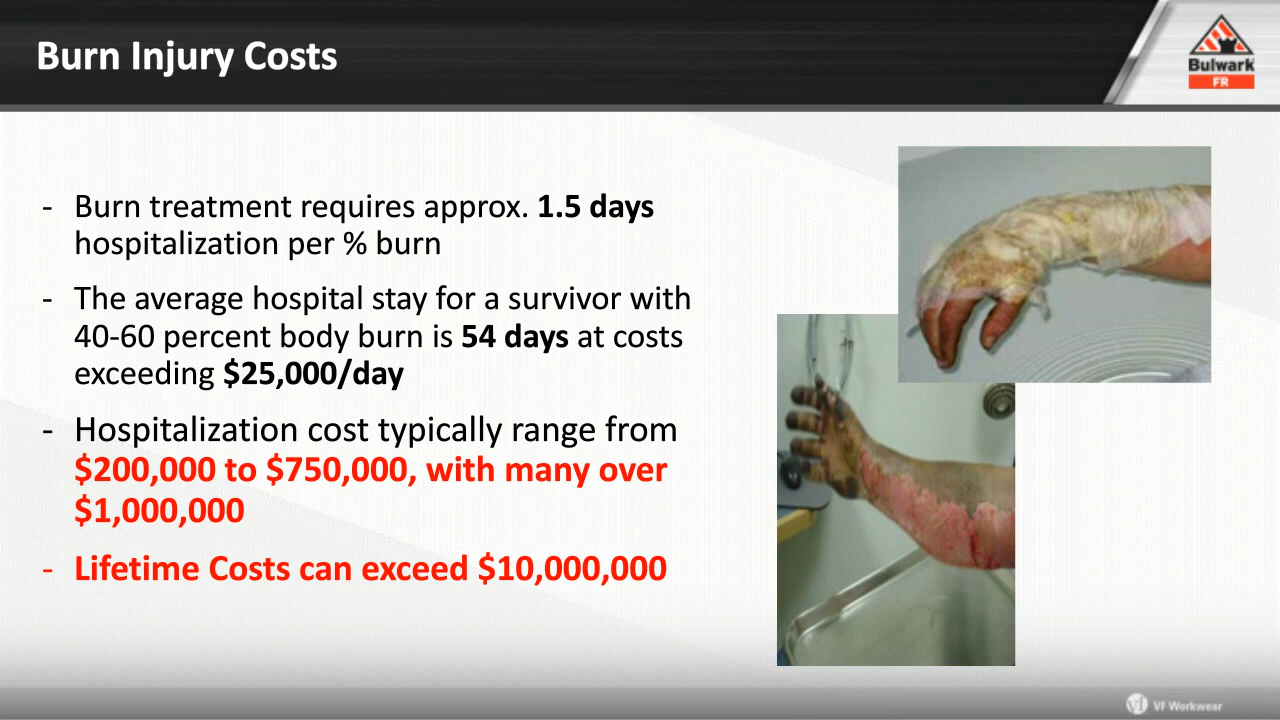 Burn Injury Costs
Bulwark
FR
- Burn treatment requires approx. 1.5 days
hospitalization per % burn
- The average hospital stay for a survivor with
40-60 percent body burn is 54 days at costs
exceeding $25,000/day
- Hospitalization cost typically range from
$200,000 to $750,000, with many over
$1,000,000
- Lifetime Costs can exceed $10,000,000
VF Workwear